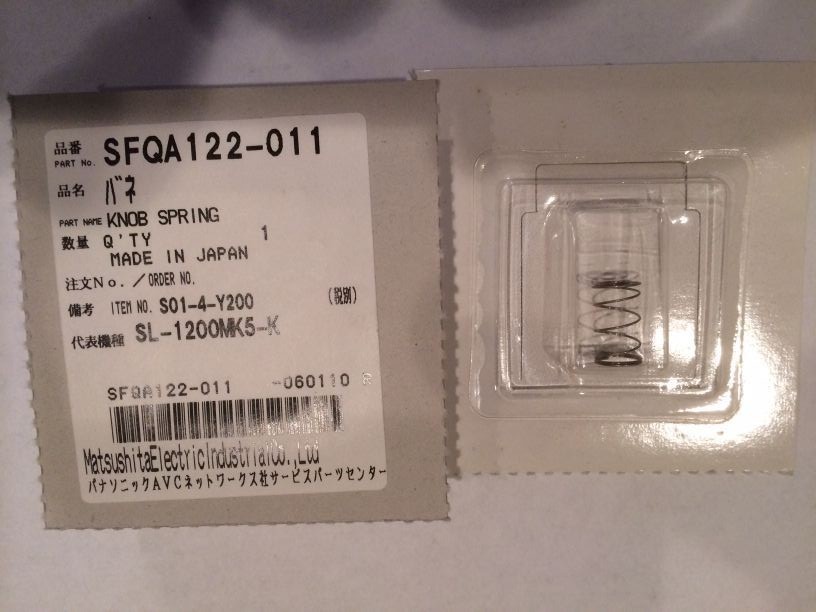 品番 PART No. SFQA122-011
品名 バネ
PART NAME KNOB SPRING
数量 Q'TY 1
MADE IN JAPAN
注文No./ORDER NO.
備考 ITEM NO. S01-4-Y200 (税別)
代表機種 SL-1200MK5-K
SFQA122-011 -060110 R
MatsushitaElectricIndustrialCo.,Ltd
パナソニックAVCネットワークス社サービスパーツセンター